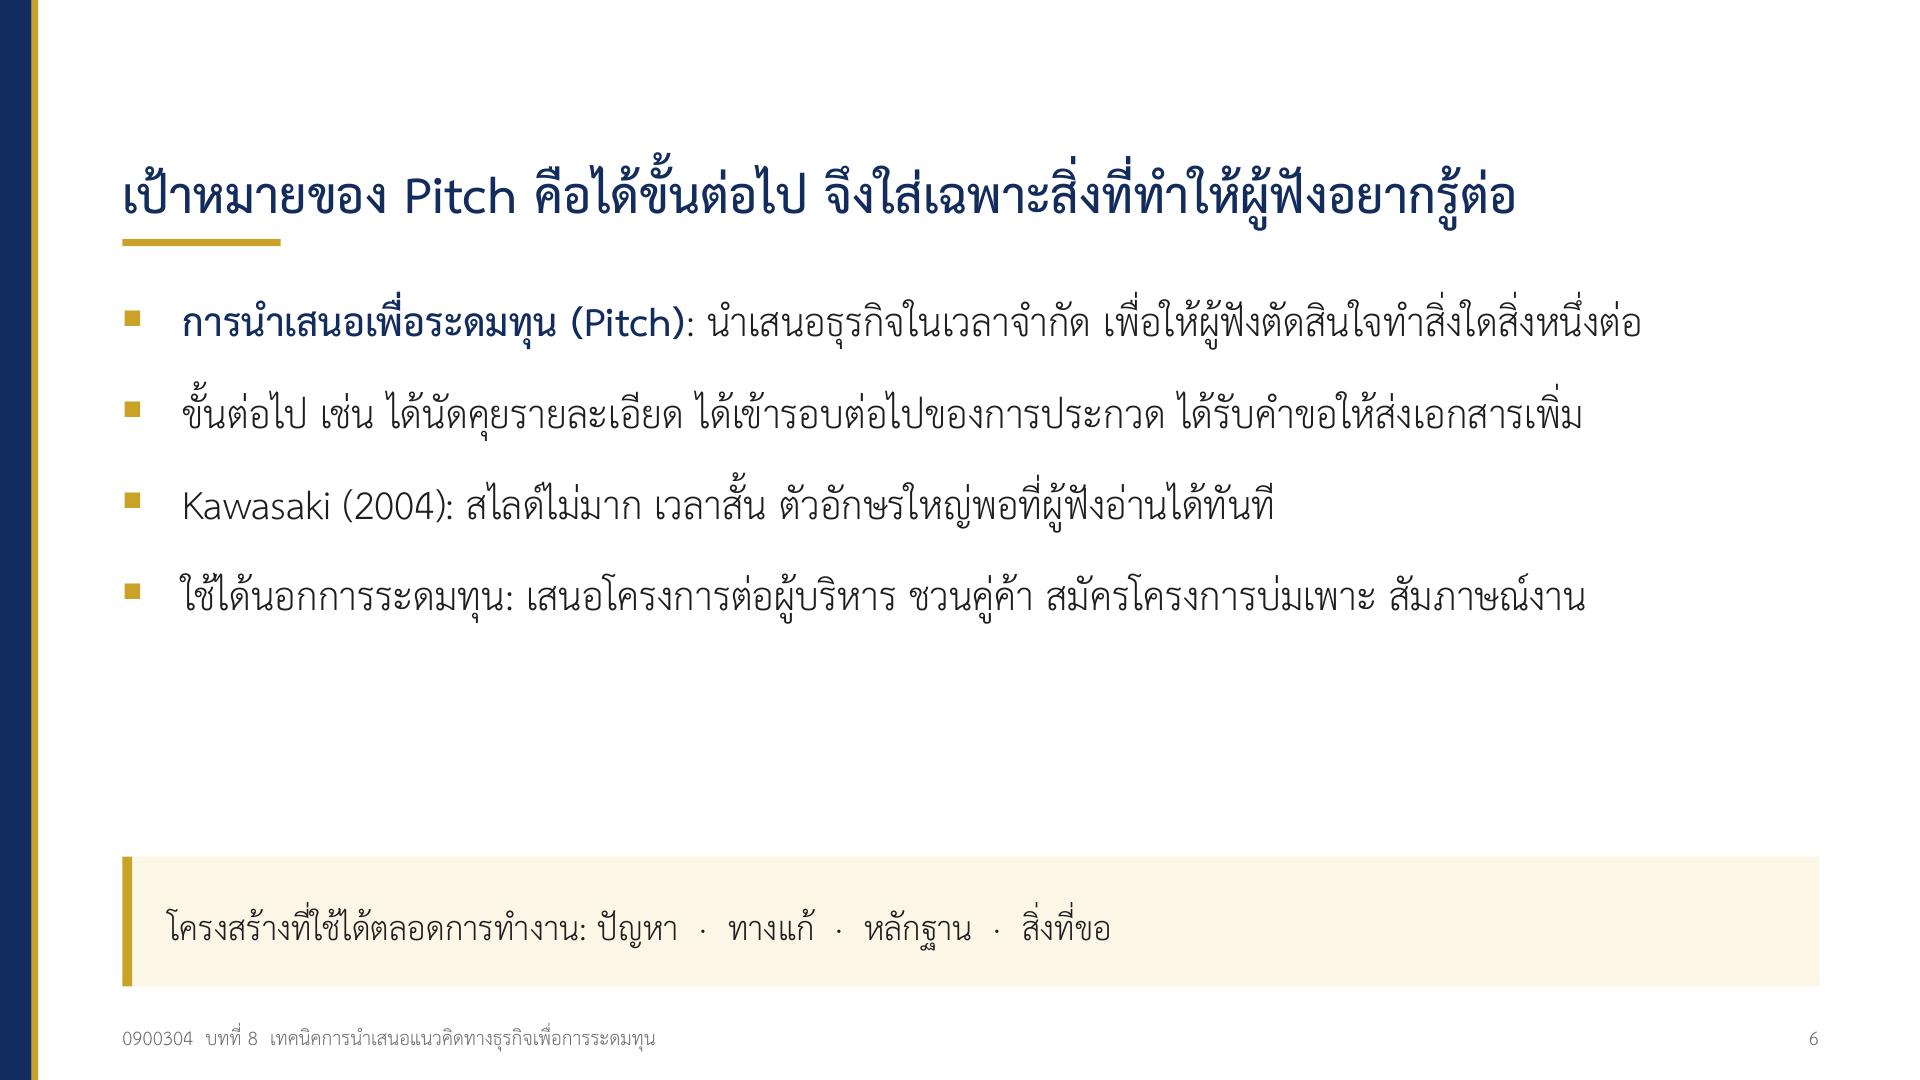 เป้าหมายของ Pitch คือได้ขั้นต่อไป จึงใส่เฉพาะสิ่งที่ทำให้ผู้ฟังอยากรู้ต่อ
การนำเสนอเพื่อระดมทุน (Pitch): นำเสนอธุรกิจในเวลาจำกัด เพื่อให้ผู้ฟังตัดสินใจทำสิ่งใดสิ่งหนึ่งต่อ
ขั้นต่อไป เช่น ได้นัดคุยรายละเอียด ได้เข้ารอบต่อไปของการประกวด ได้รับคำขอให้ส่งเอกสารเพิ่ม
Kawasaki (2004): สไลด์ไม่มาก เวลาสั้น ตัวอักษรใหญ่พอที่ผู้ฟังอ่านได้ทันที
ใช้ได้นอกการระดมทุน: เสนอโครงการต่อผู้บริหาร ชวนคู่ค้า สมัครโครงการบ่มเพาะ สัมภาษณ์งาน
โครงสร้างที่ใช้ได้ตลอดการทำงาน: ปัญหา · ทางแก้ · หลักฐาน · สิ่งที่ขอ
0900304 บทที่ 8 เทคนิคการนำเสนอแนวคิดทางธุรกิจเพื่อการระดมทุน
6